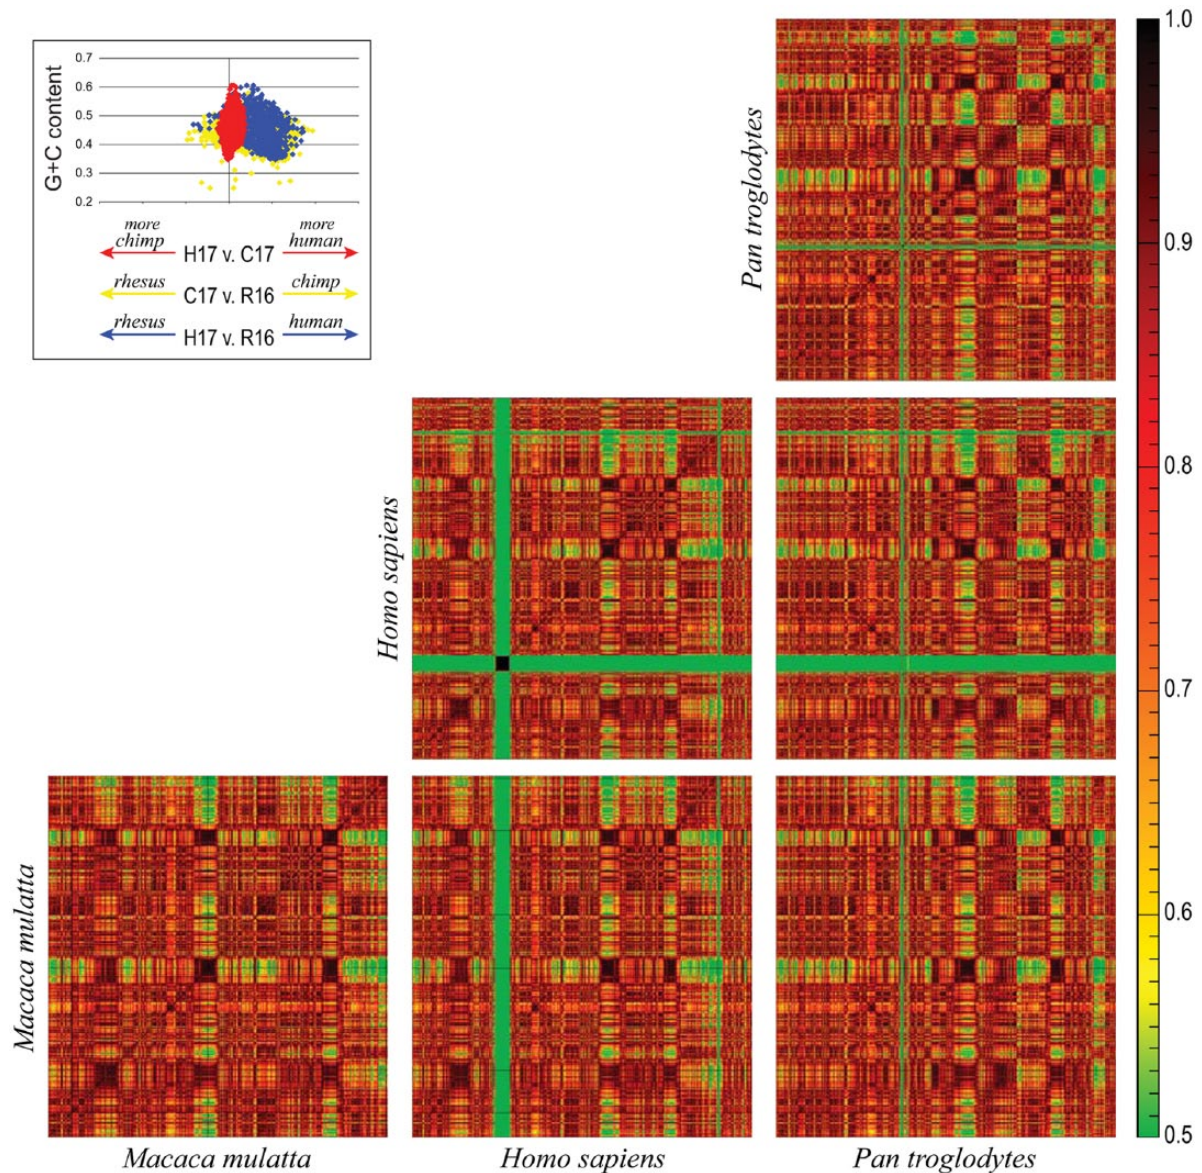 0.7
0.6
0.5
0.4
0.3
0.2
G+C content
more chimp
more human
H17 v. C17
rhesus
C17 v. R16
chimp
rhesus
H17 v. R16
human
Pan troglodytes
Homo sapiens
Macaca mulatta
Macaca mulatta
Homo sapiens
Pan troglodytes
1.0
0.9
0.8
0.7
0.6
0.5